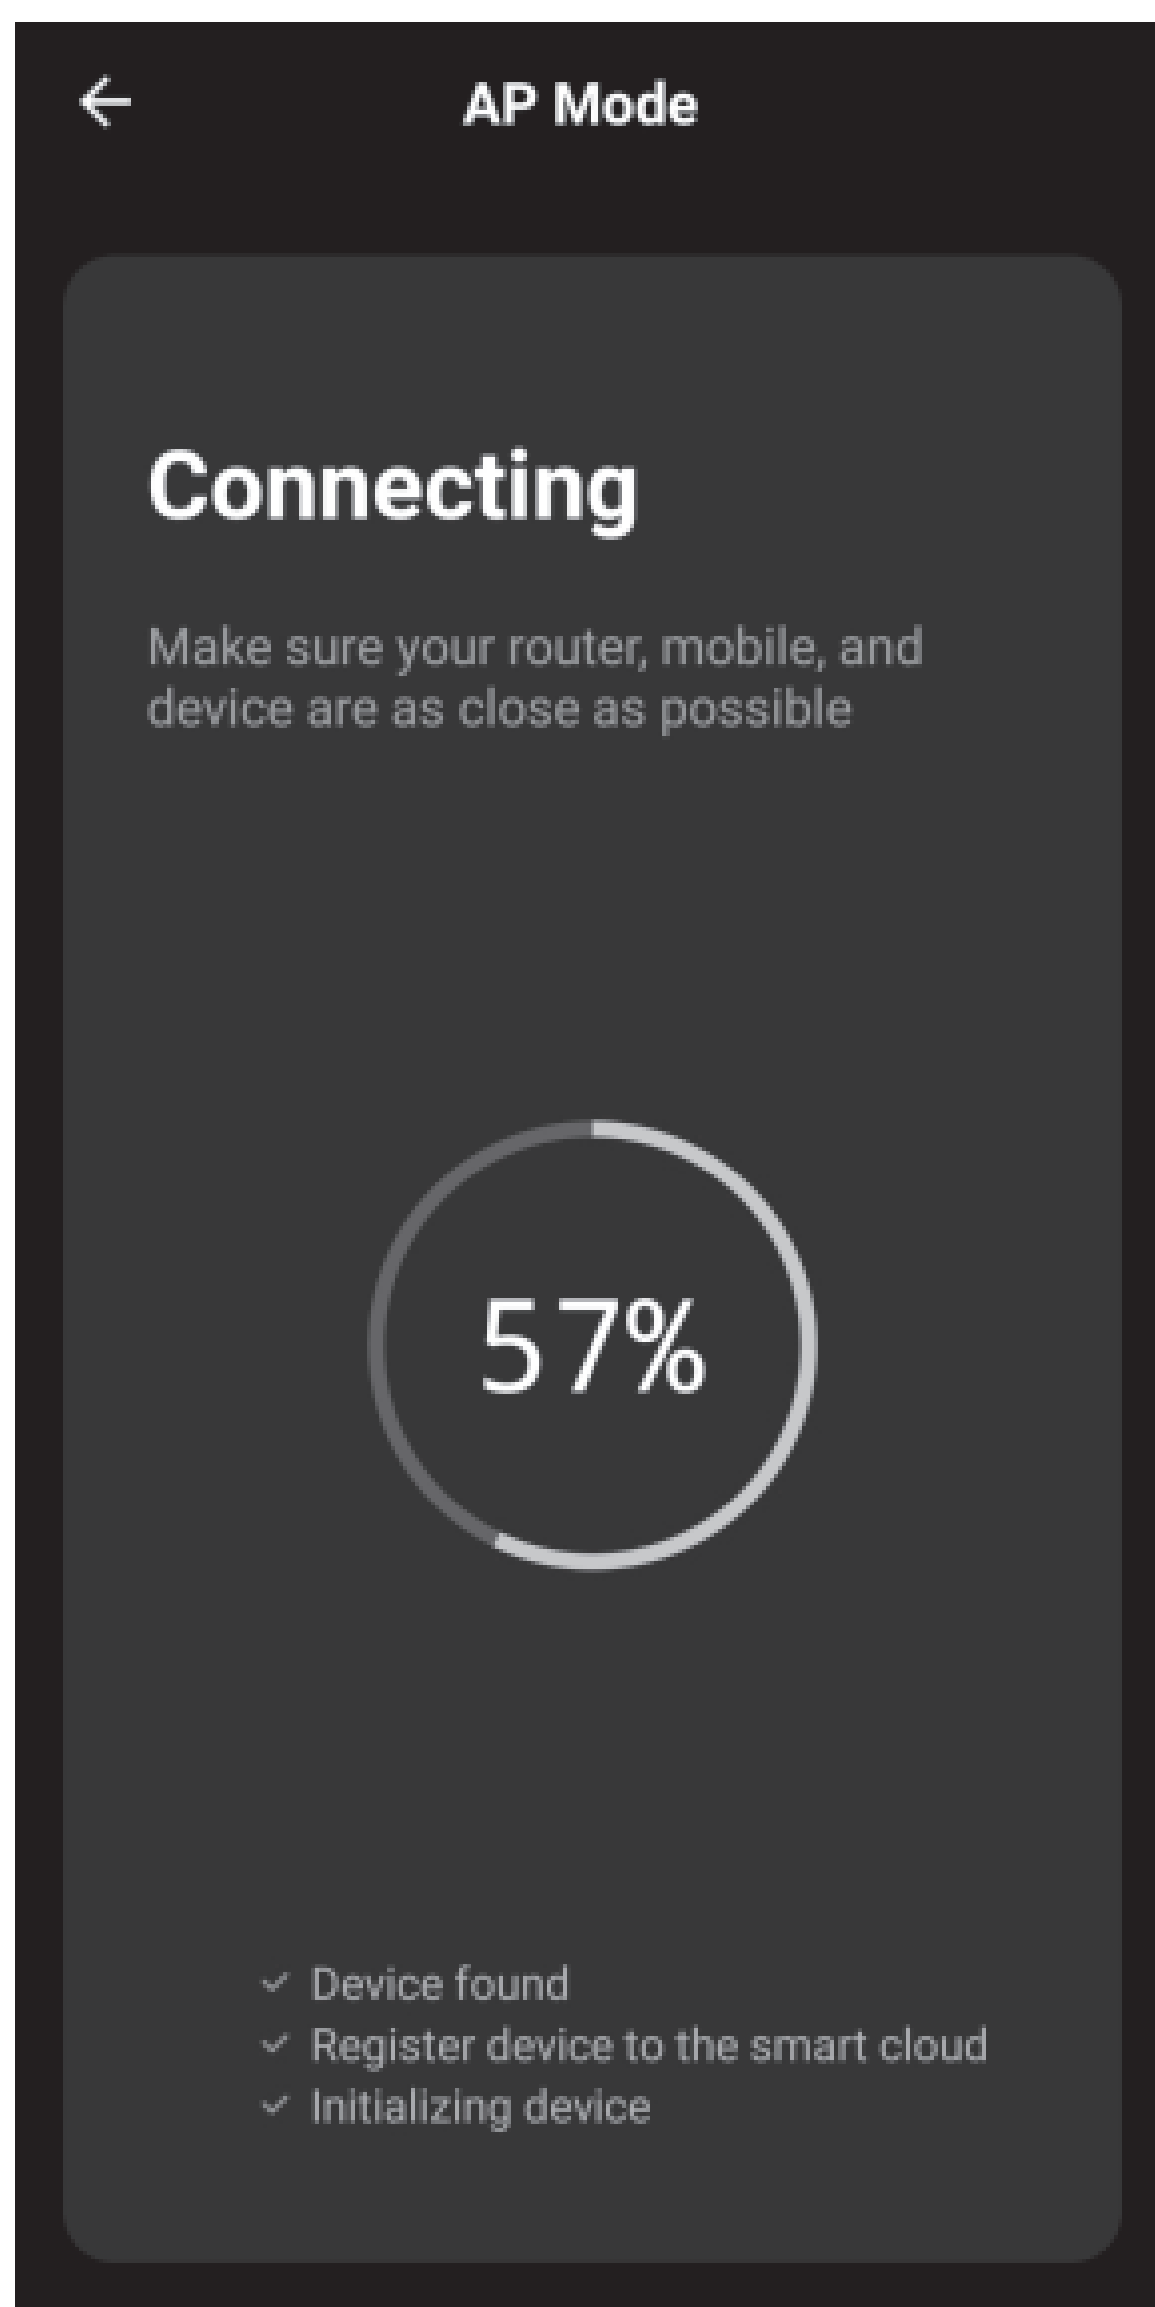 AP Mode
Connecting
Make sure your router, mobile, and
device are as close as possible
57%
Device found
Register device to the smart cloud
Initializing device